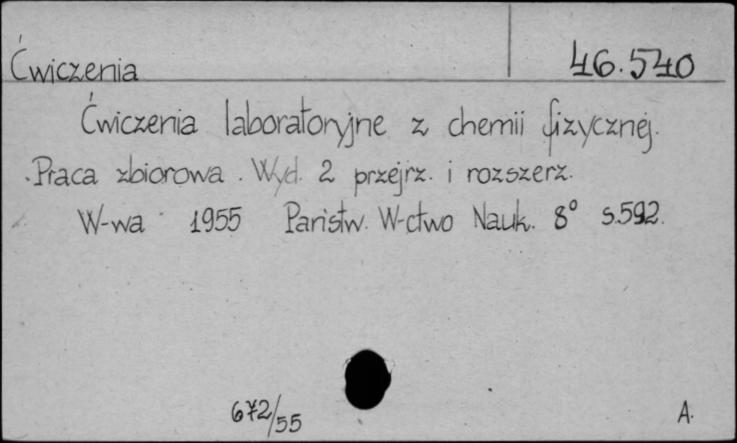 Ćwiczenia 46.540
Ćwiczenia laboratoryjne z chemii fizycznej.
Praca zbiorowa. Wyd. 2 przejrz. i rozszerz.
W-wa 1955 Państw. W-ctwo Nauk. 8° s.592.
672/55 A.